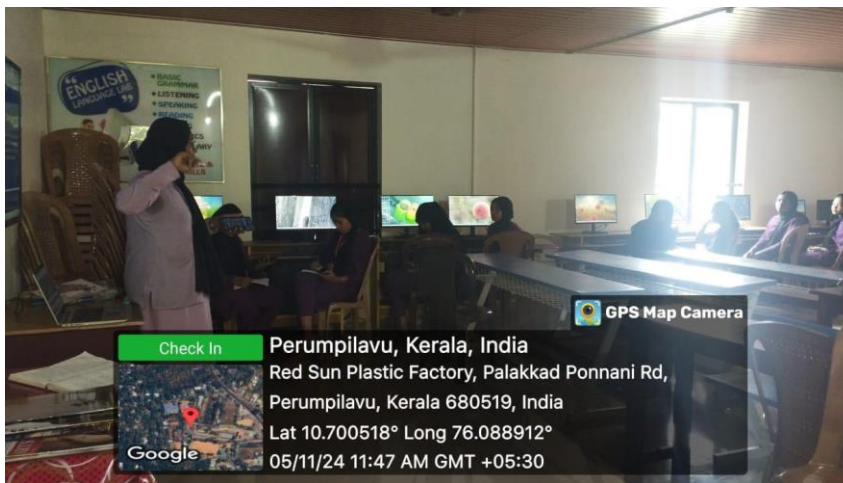 ENGLISH
LANGUAGE LAB
BASIC
GRAMMAR
LISTENING
SPEAKING
READING
GPS Map Camera
Check In
Perumpilavu, Kerala, India
Red Sun Plastic Factory, Palakkad Ponnani Rd,
Perumpilavu, Kerala 680519, India
Lat 10.700518° Long 76.088912°
05/11/24 11:47 AM GMT +05:30
Google